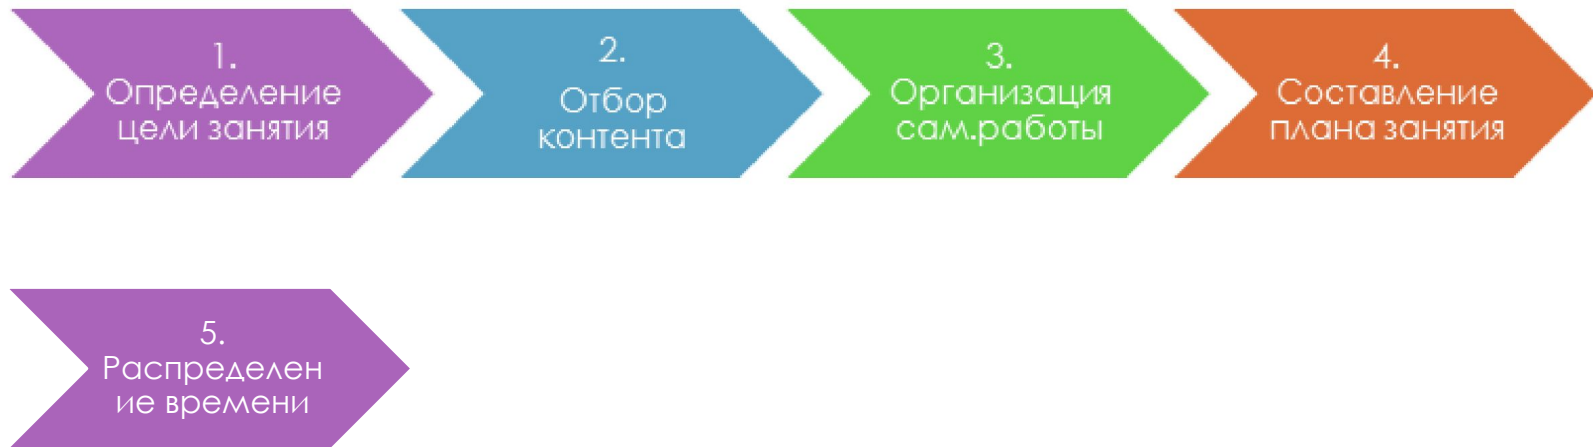 1.
Определение
цели занятия
2.
Отбор
контента
3.
Организация
сам.работы
4.
Составление
плана занятия
5.
Распределен
ие времени